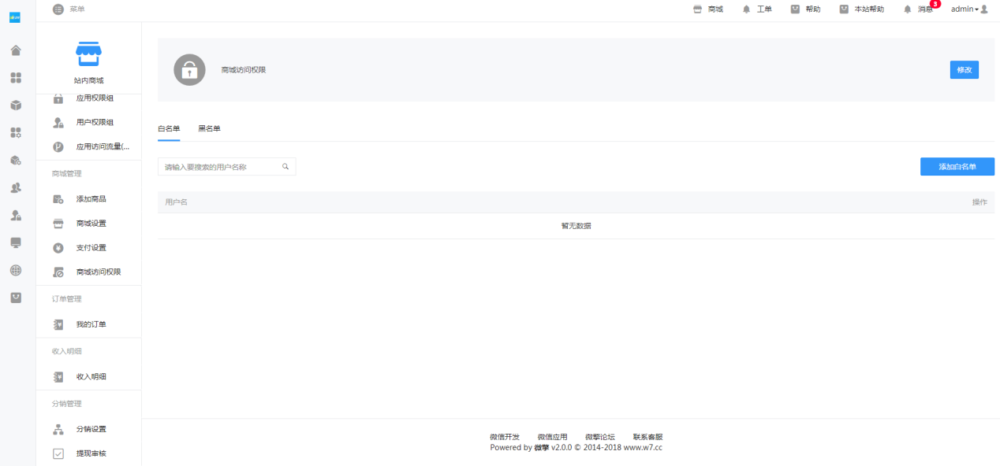 菜单
商城
工单
帮助
本站帮助
消息
3
admin
站内商城
应用权限组
用户权限组
应用访问流量(...
商城管理
添加商品
商城设置
支付设置
商城访问权限
订单管理
我的订单
收入明细
收入明细
分销管理
分销设置
提现审核
商城访问权限
修改
白名单
黑名单
请输入要搜索的用户名称
添加白名单
用户名
操作
暂无数据
微信开发 微信应用 微擎论坛 联系客服
Powered by 微擎 v2.0.0 © 2014-2018 www.w7.cc